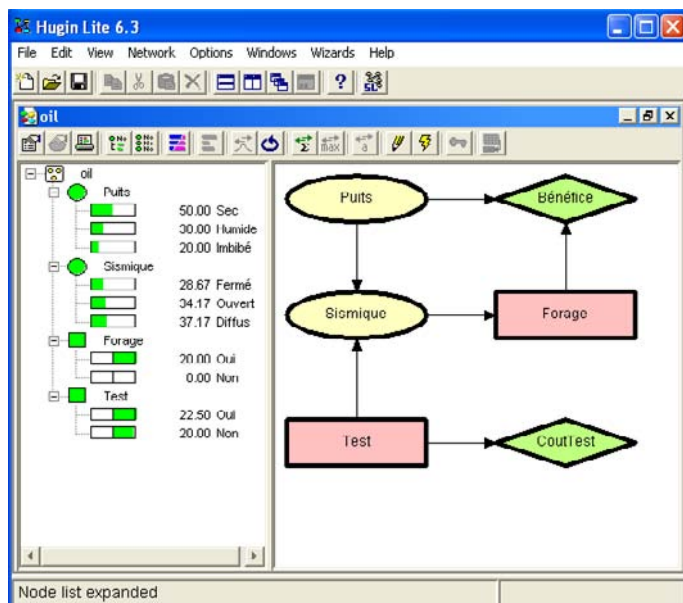 Hugin Lite 6.3
File Edit View Network Options Windows Wizards Help
oil
Σ max a
oil
Puits
50.00 Sec
30.00 Humide
20.00 Imbibé
Sismique
28.67 Fermé
34.17 Ouvert
37.17 Diffus
Forage
20.00 Oui
0.00 Non
Test
22.50 Oui
20.00 Non
Puits
Bénéfice
Sismique
Forage
Test
CoutTest
Node list expanded